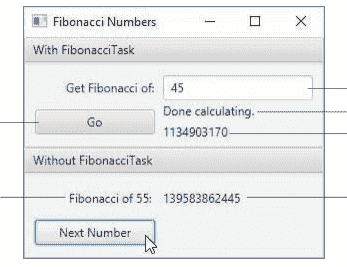 Fibonacci Numbers
With FibonacciTask
Get Fibonacci of: 45
Go
Done calculating.
1134903170
Without FibonacciTask
Fibonacci of 55: 139583862445
Next Number